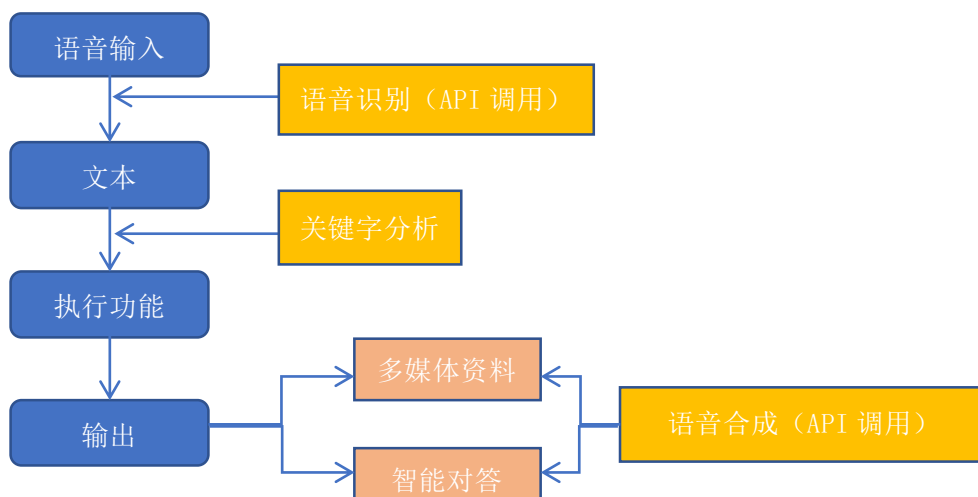 语音输入
语音识别（API 调用）
文本
关键字分析
执行功能
多媒体资料
输出
语音合成（API 调用）
智能对答